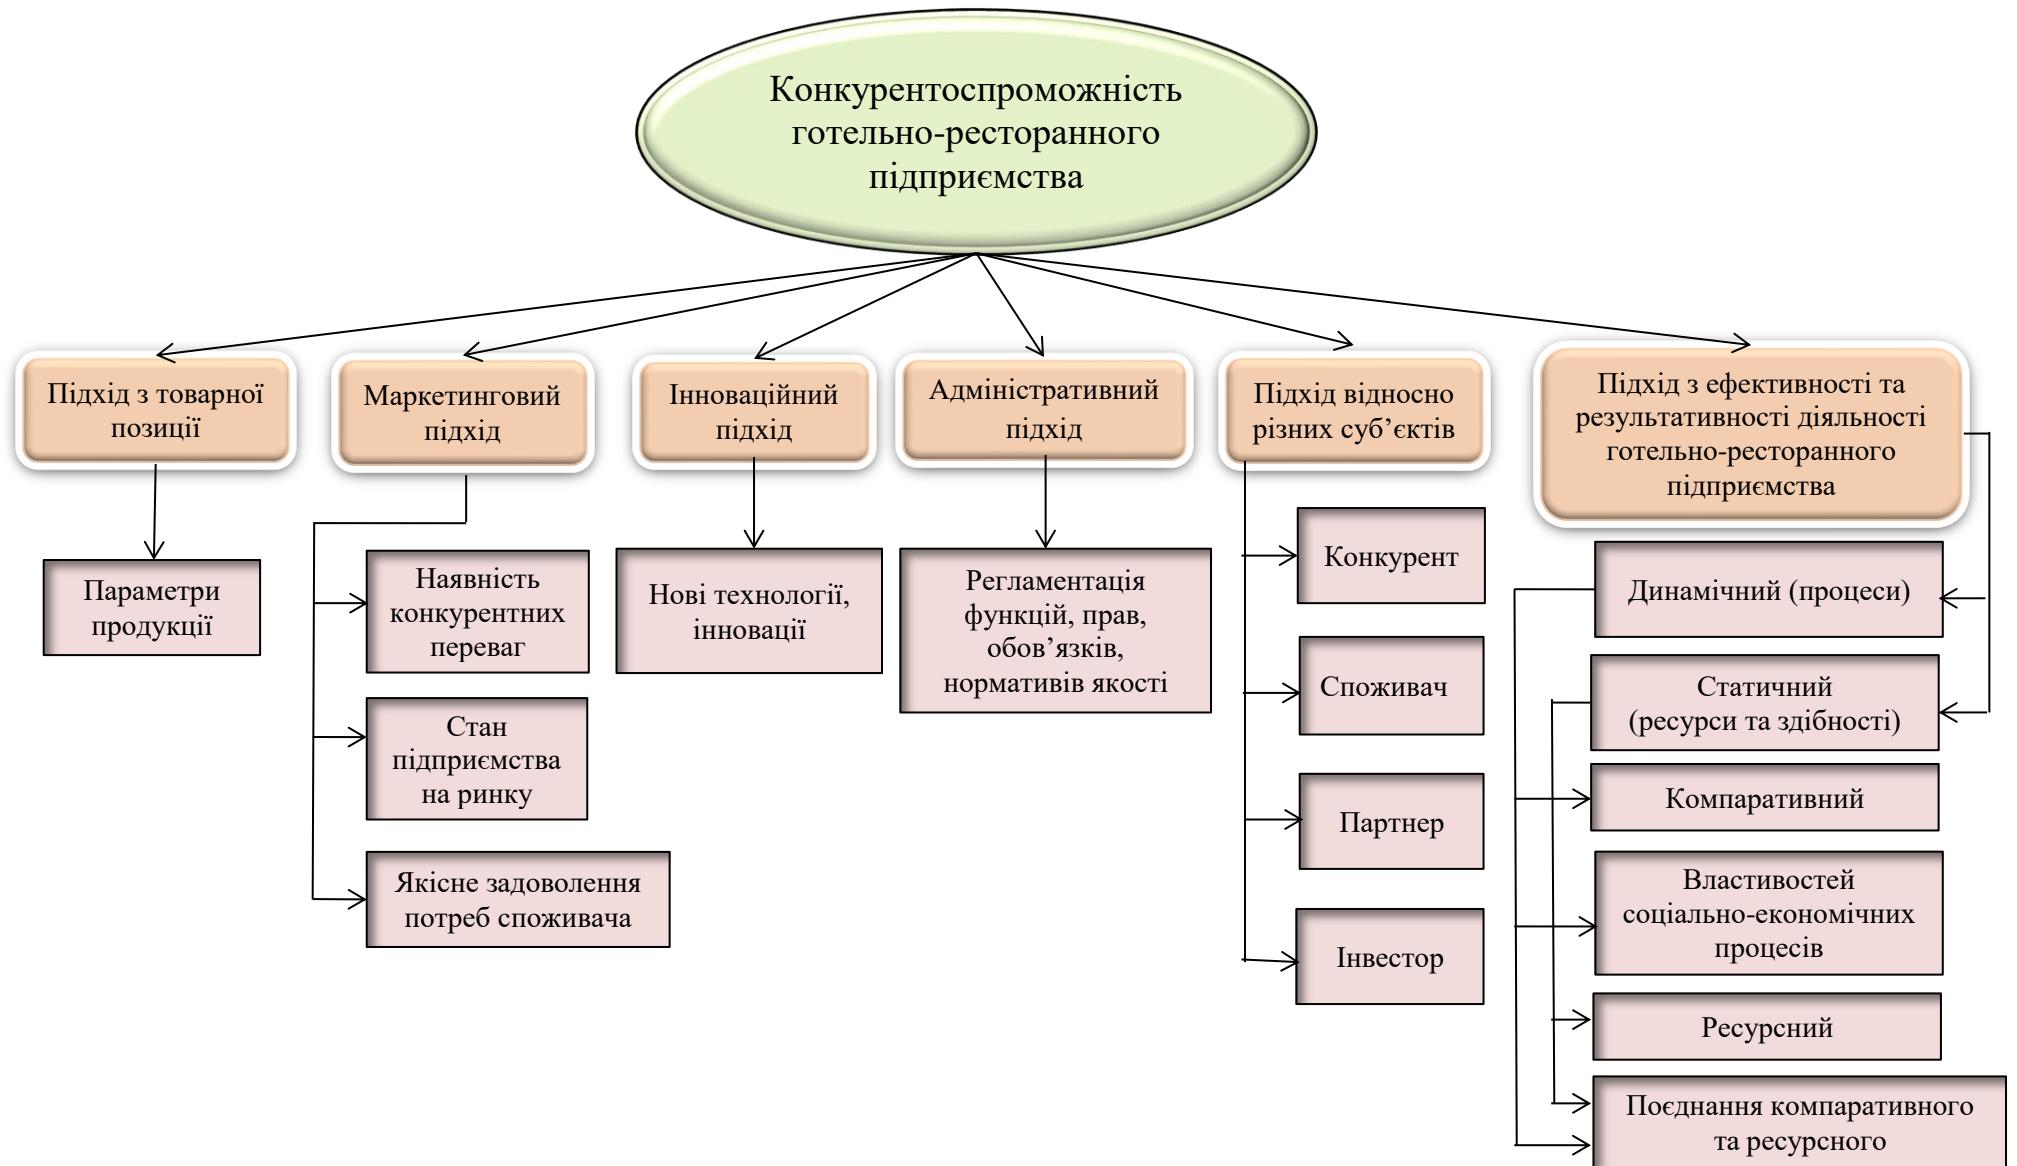 Конкурентоспроможність
готельно-ресторанного
підприємства
Підхід з товарної
позиції
Маркетинговий
підхід
Інноваційний
підхід
Адміністративний
підхід
Підхід відносно
різних суб’єктів
Підхід з ефективності та
результативності діяльності
готельно-ресторанного
підприємства
Параметри
продукції
Наявність
конкурентних
переваг
Стан
підприємства
на ринку
Якісне задоволення
потреб споживача
Нові технології,
інновації
Регламентація
функцій, прав,
обов’язків,
нормативів якості
Конкурент
Споживач
Партнер
Інвестор
Динамічний (процеси)
Статичний
(ресурси та здібності)
Компаративний
Властивостей
соціально-економічних
процесів
Ресурсний
Поєднання компаративного
та ресурсного